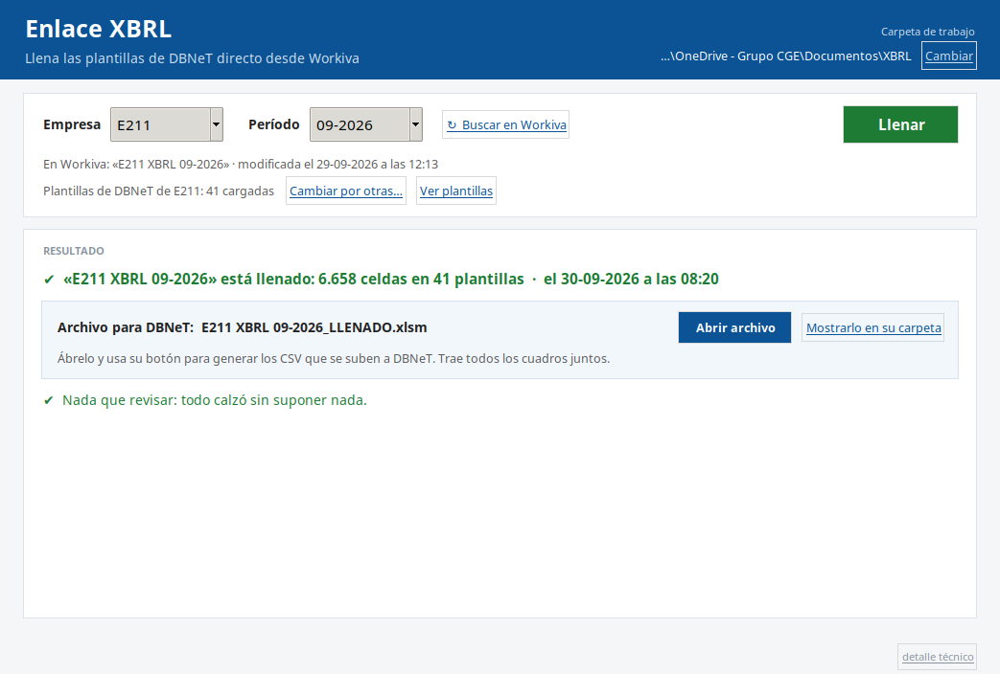 Enlace XBRL
Llena las plantillas de DBNeT directo desde Workiva
Carpeta de trabajo
...\OneDrive - Grupo CGE\Documentos\XBRL Cambiar
Empresa E211 Período 09-2026 ↻ Buscar en Workiva Llenar
En Workiva: «E211 XBRL 09-2026» · modificada el 29-09-2026 a las 12:13
Plantillas de DBNeT de E211: 41 cargadas Cambiar por otras... Ver plantillas
RESULTADO
✔ «E211 XBRL 09-2026» está llenado: 6.658 celdas en 41 plantillas · el 30-09-2026 a las 08:20
Archivo para DBNeT: E211 XBRL 09-2026_LLENADO.xlsm Abrir archivo Mostrarlo en su carpeta
Ábrelo y usa su botón para generar los CSV que se suben a DBNeT. Trae todos los cuadros juntos.
✔ Nada que revisar: todo calzó sin suponer nada.
detalle técnico